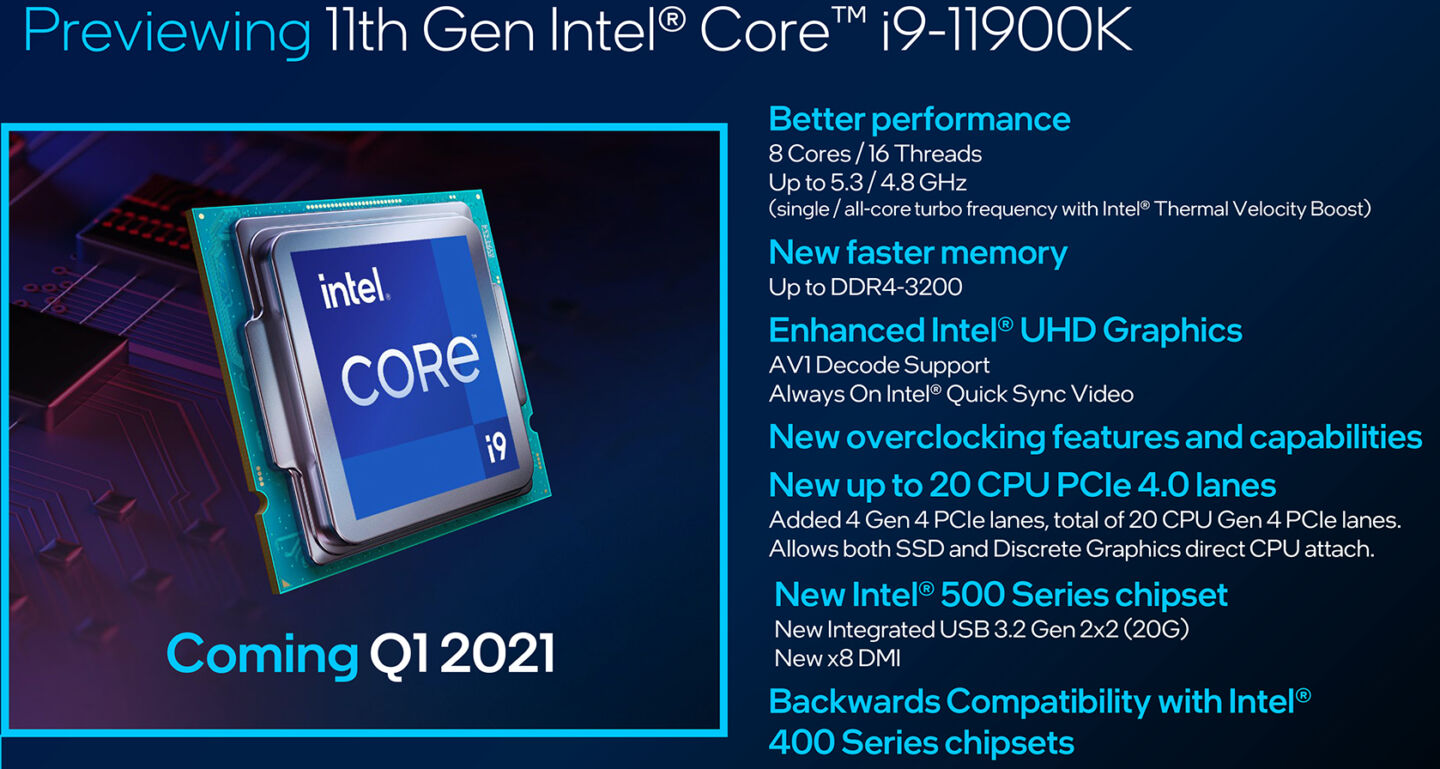 Previewing 11th Gen Intel® Core™ i9-11900K
intel®
CORE™
i9
Coming Q1 2021
Better performance
8 Cores / 16 Threads
Up to 5.3 / 4.8 GHz
(single / all-core turbo frequency with Intel® Thermal Velocity Boost)
New faster memory
Up to DDR4-3200
Enhanced Intel® UHD Graphics
AV1 Decode Support
Always On Intel® Quick Sync Video
New overclocking features and capabilities
New up to 20 CPU PCIe 4.0 lanes
Added 4 Gen 4 PCIe lanes, total of 20 CPU Gen 4 PCIe lanes.
Allows both SSD and Discrete Graphics direct CPU attach.
New Intel® 500 Series chipset
New Integrated USB 3.2 Gen 2x2 (20G)
New x8 DMI
Backwards Compatibility with Intel®
400 Series chipsets